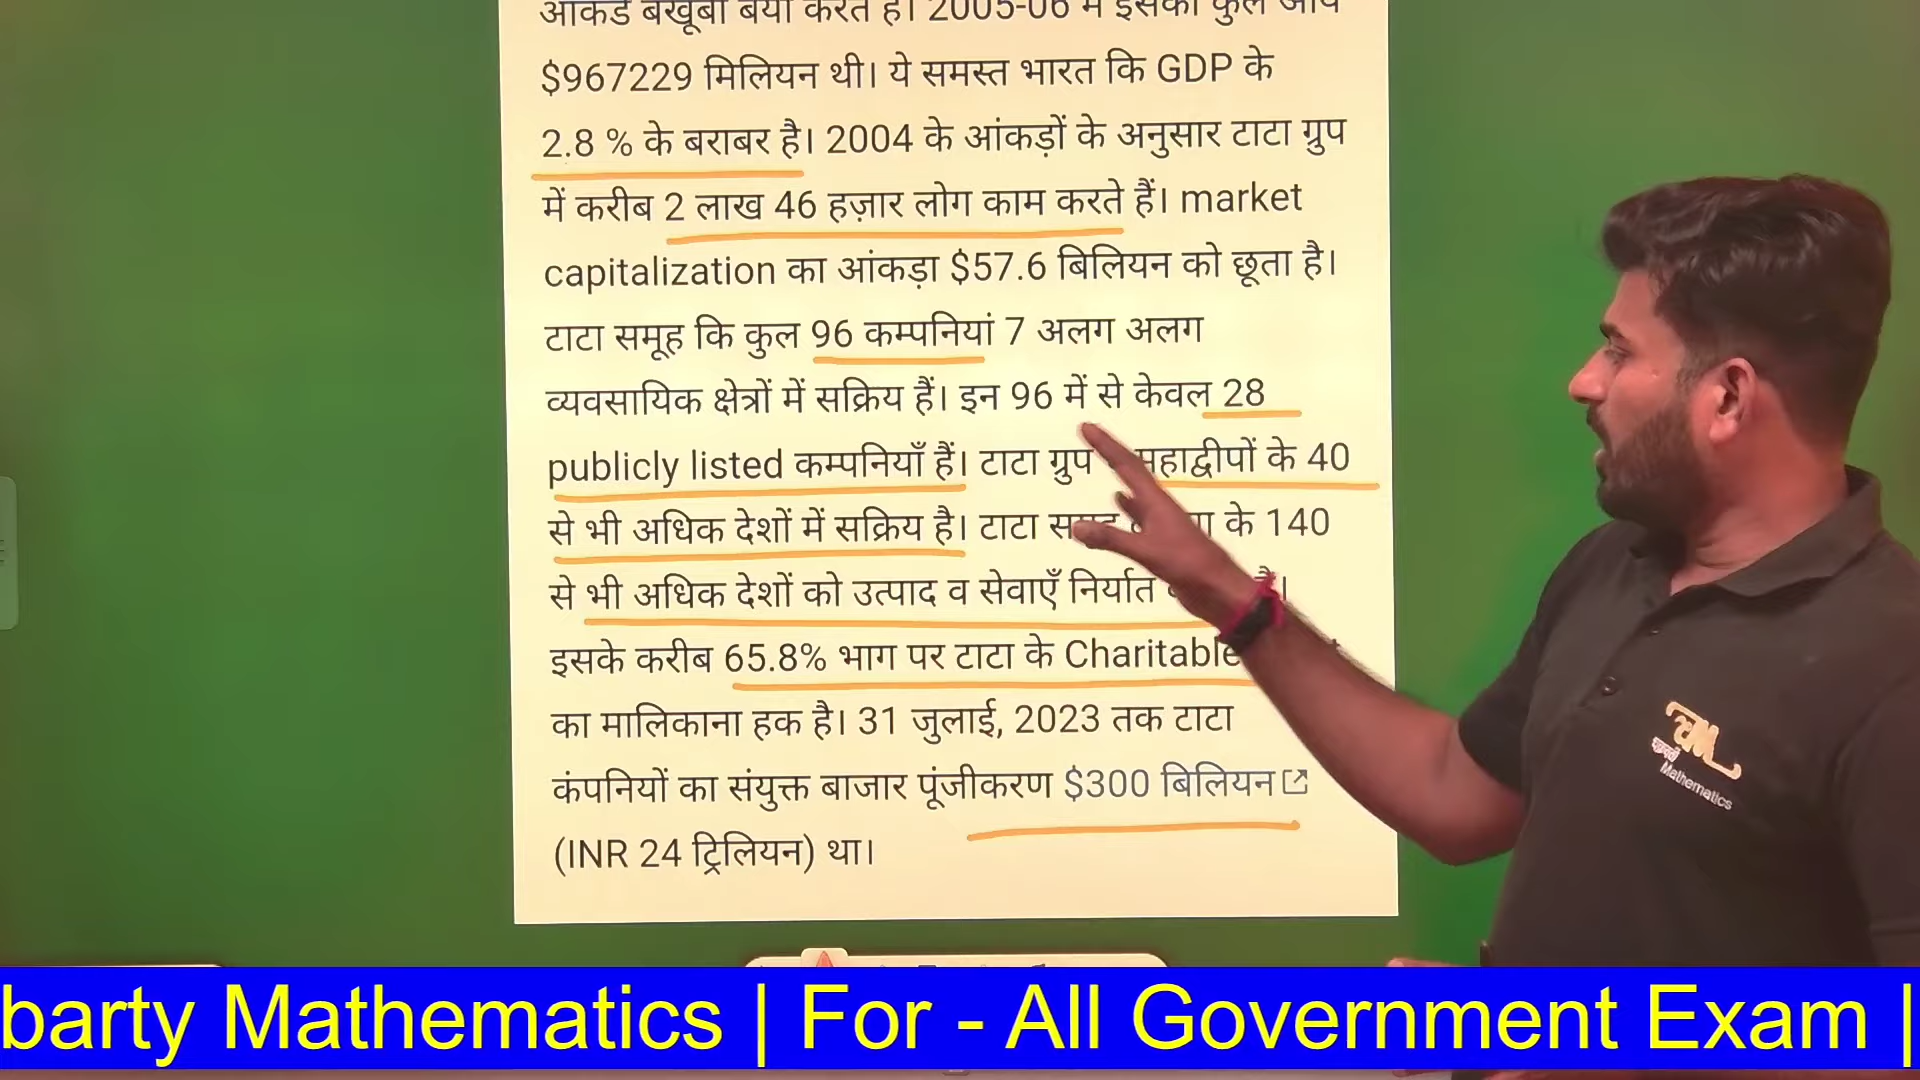 2005-06 में इसकी कुल
$967229 मिलियन थी। ये समस्त भारत कि GDP के
2.8 % के बराबर है। 2004 के आंकड़ों के अनुसार टाटा ग्रुप
में करीब 2 लाख 46 हज़ार लोग काम करते हैं। market
capitalization का आंकड़ा $57.6 बिलियन को छूता है।
टाटा समूह कि कुल 96 कम्पनियां 7 अलग अलग
व्यवसायिक क्षेत्रों में सक्रिय हैं। इन 96 में से केवल 28
publicly listed कम्पनियाँ हैं। टाटा ग्रुप महाद्वीपों के 40
से भी अधिक देशों में सक्रिय है। टाटा के 140
से भी अधिक देशों को उत्पाद व सेवाएँ निर्यात है।
इसके करीब 65.8% भाग पर टाटा के Charitable
का मालिकाना हक है। 31 जुलाई, 2023 तक टाटा
कंपनियों का संयुक्त बाजार पूंजीकरण $300 बिलियन
(INR 24 ट्रिलियन) था।
Mathematics
barty Mathematics | For - All Government Exam |